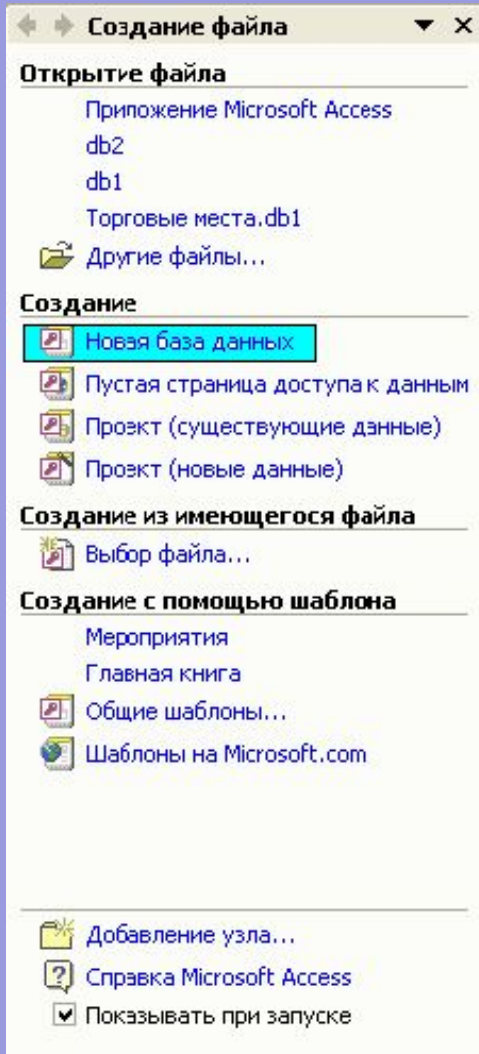 Создание файла
Открытие файла
Приложение Microsoft Access
db2
db1
Торговые места.db1
Другие файлы...
Создание
Новая база данных
Пустая страница доступа к данным
Проект (существующие данные)
Проект (новые данные)
Создание из имеющегося файла
Выбор файла...
Создание с помощью шаблона
Мероприятия
Главная книга
Общие шаблоны...
Шаблоны на Microsoft.com
Добавление узла...
Справка Microsoft Access
Показывать при запуске